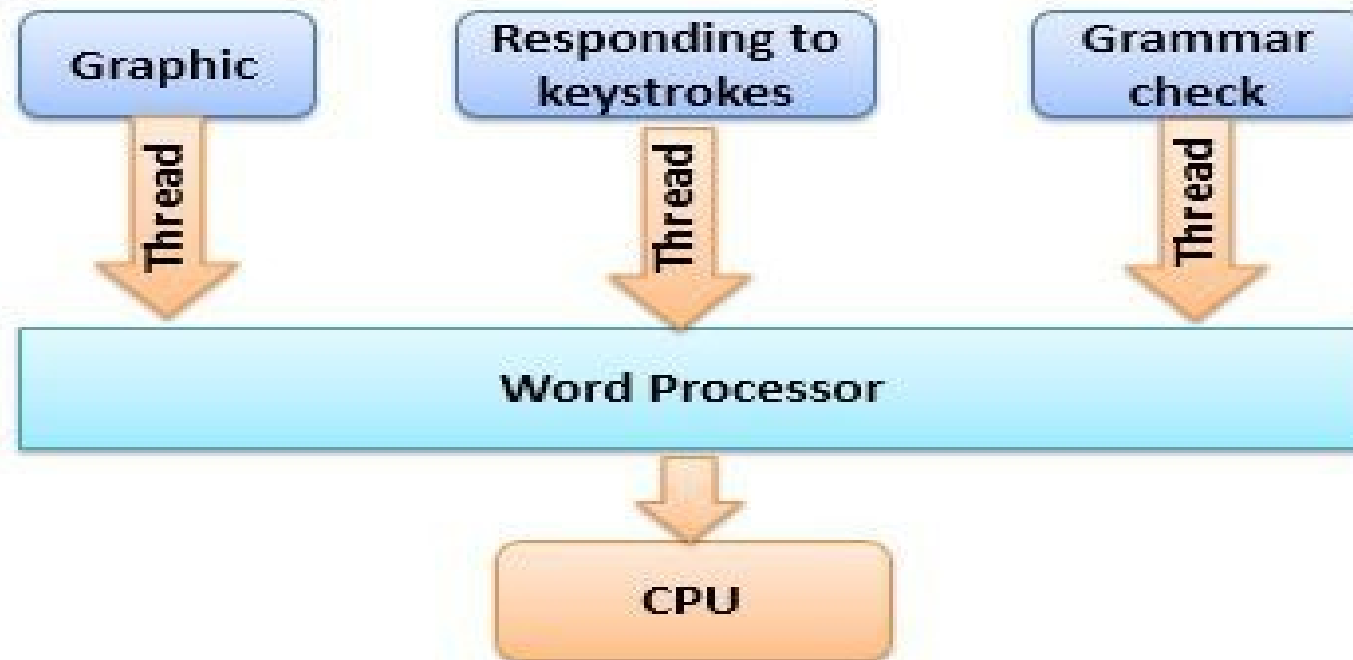 Graphic
Responding to
keystrokes
Grammar
check
Thread
Thread
Thread
Word Processor
CPU